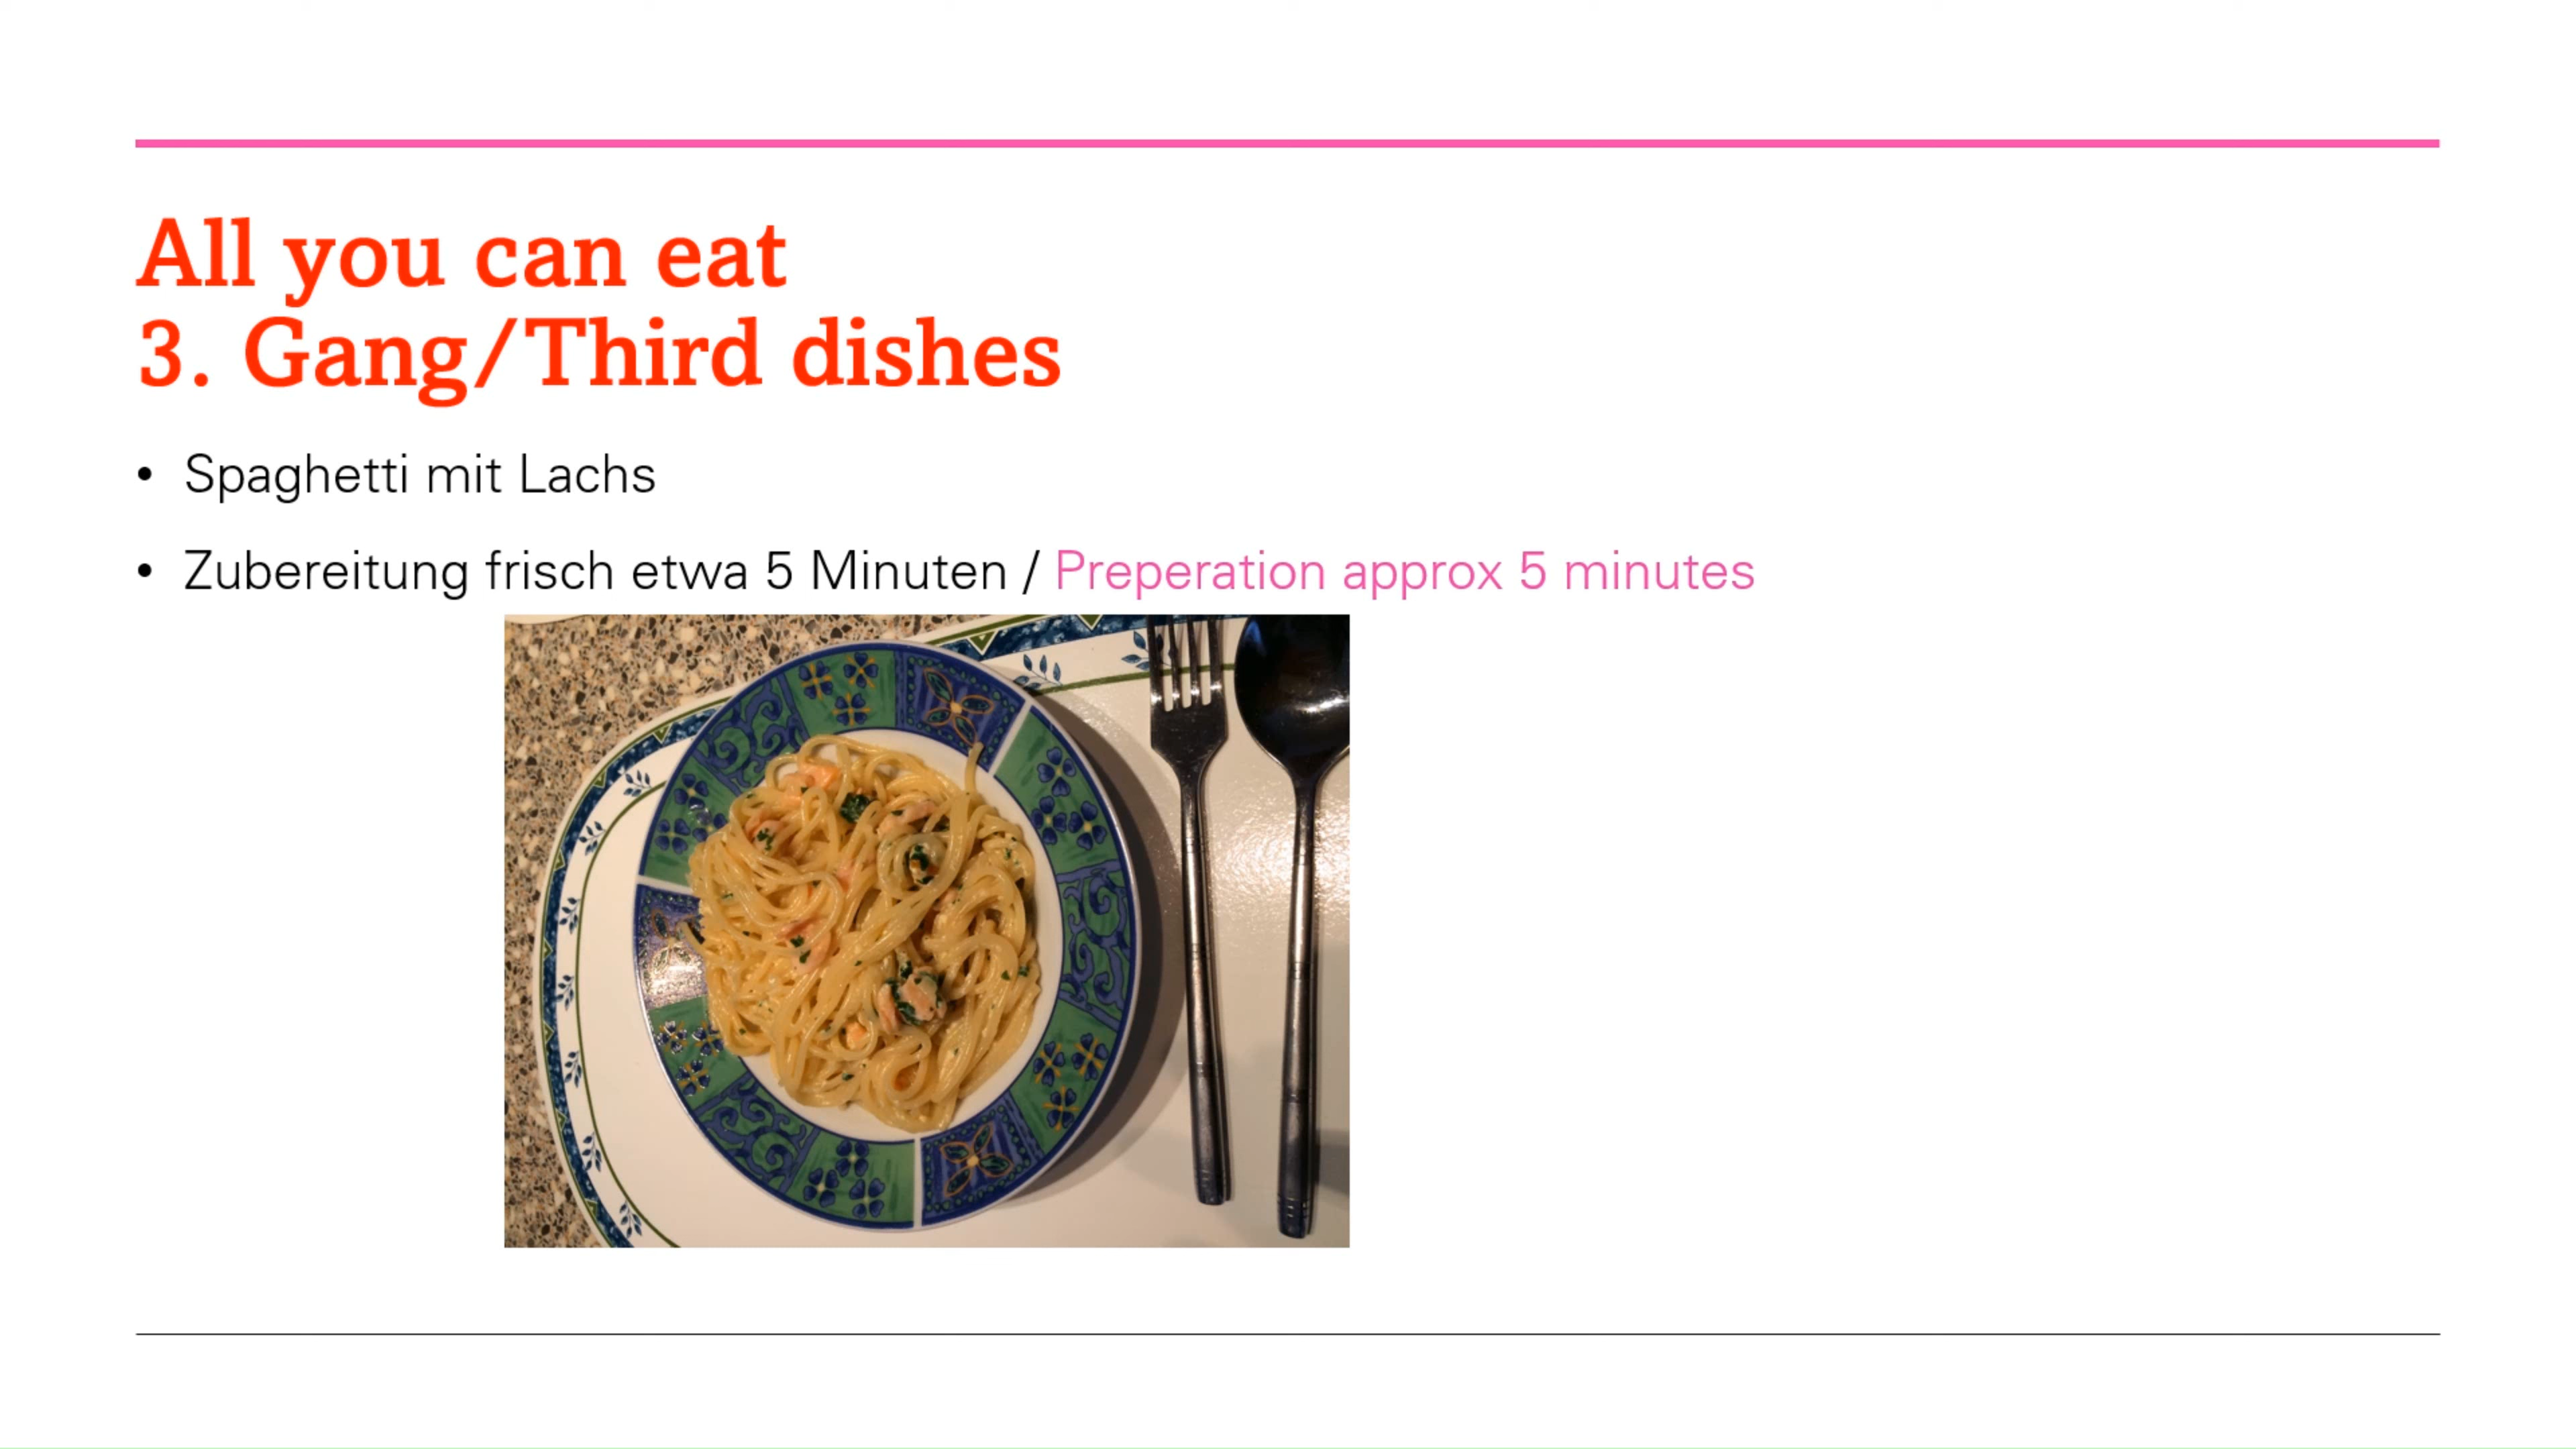 All you can eat
3. Gang/Third dishes
• Spaghetti mit Lachs
• Zubereitung frisch etwa 5 Minuten / Preperation approx 5 minutes